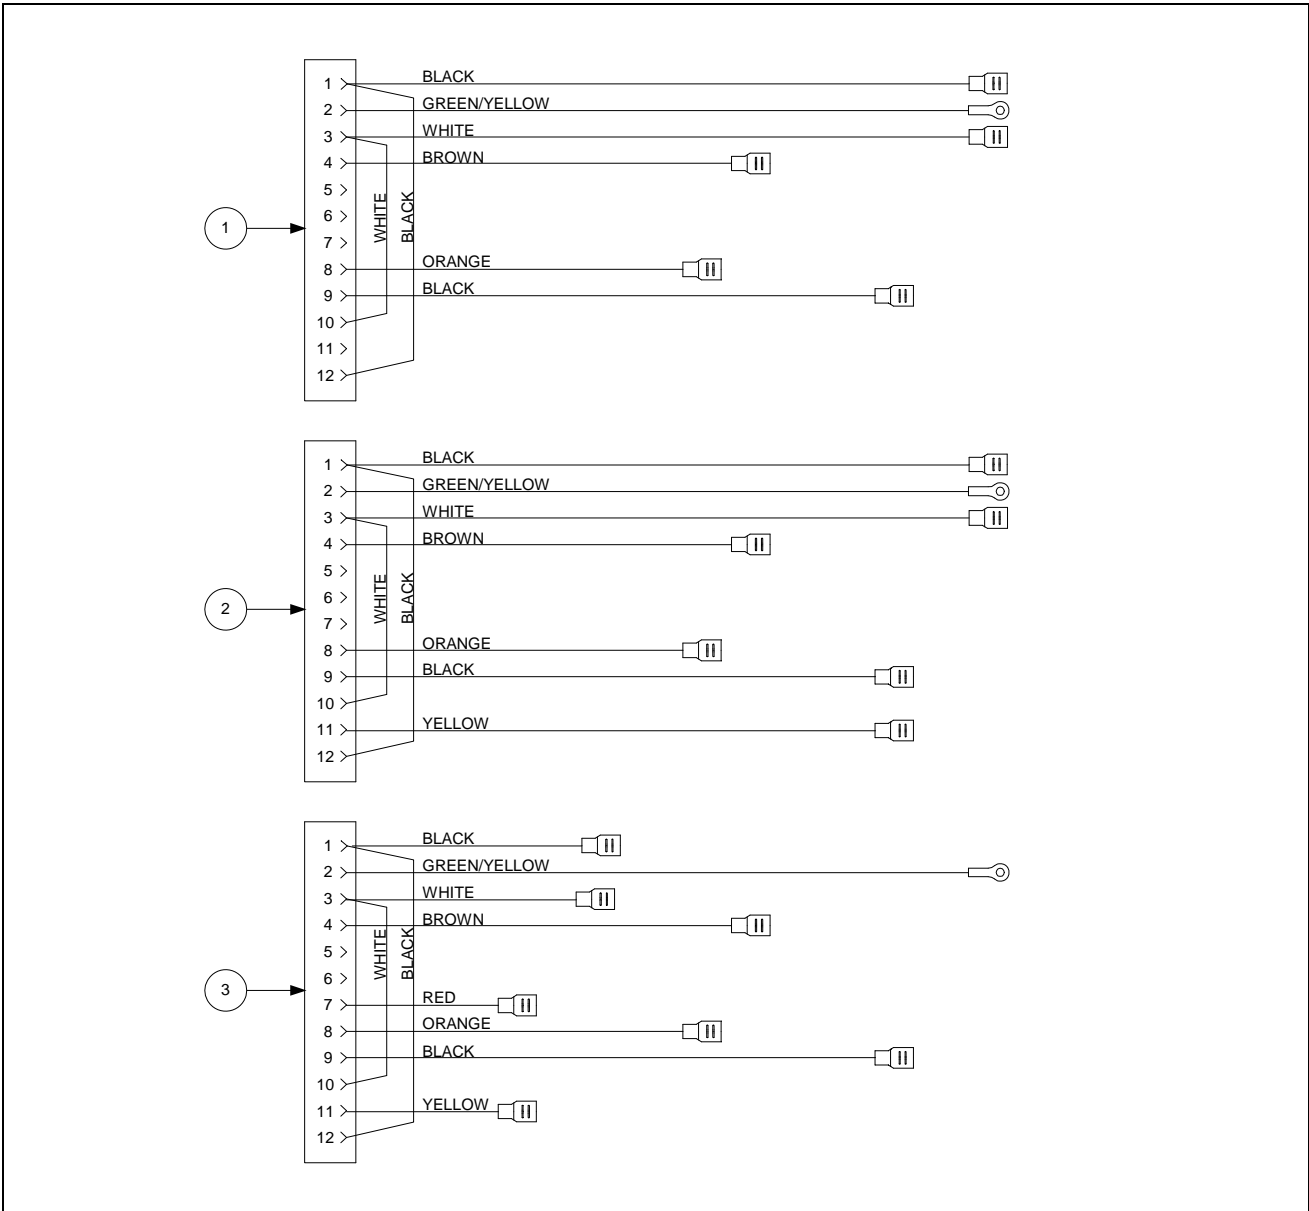 1 BLACK
2 GREEN/YELLOW
3 WHITE
4 BROWN
5
6
7
8 ORANGE
9 BLACK
10
11
12
WHITE
BLACK
1
1 BLACK
2 GREEN/YELLOW
3 WHITE
4 BROWN
5
6
7
8 ORANGE
9 BLACK
10
11 YELLOW
12
WHITE
BLACK
2
1 BLACK
2 GREEN/YELLOW
3 WHITE
4 BROWN
5
6
7 RED
8 ORANGE
9 BLACK
10
11 YELLOW
12
WHITE
BLACK
3